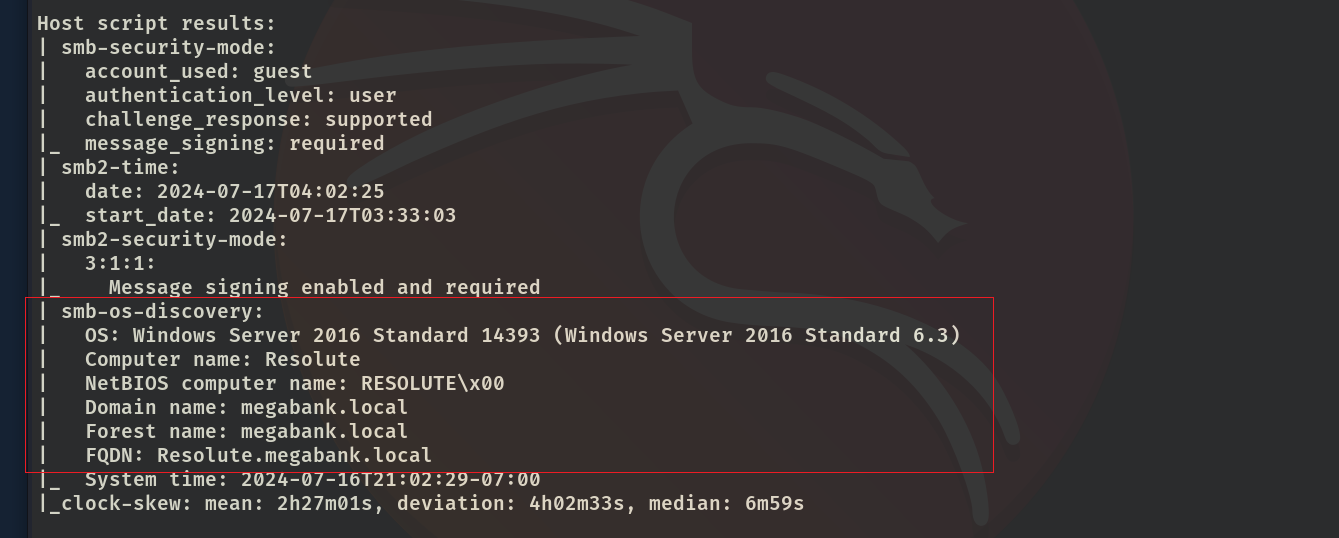 Host script results:
| smb-security-mode:
|   account_used: guest
|   authentication_level: user
|   challenge_response: supported
|_  message_signing: required
| smb2-time:
|   date: 2024-07-17T04:02:25
|_  start_date: 2024-07-17T03:33:03
| smb2-security-mode:
|   3:1:1:
|_    Message signing enabled and required
| smb-os-discovery:
|   OS: Windows Server 2016 Standard 14393 (Windows Server 2016 Standard 6.3)
|   Computer name: Resolute
|   NetBIOS computer name: RESOLUTE\x00
|   Domain name: megabank.local
|   Forest name: megabank.local
|   FQDN: Resolute.megabank.local
|_  System time: 2024-07-16T21:02:29-07:00
|_clock-skew: mean: 2h27m01s, deviation: 4h02m33s, median: 6m59s